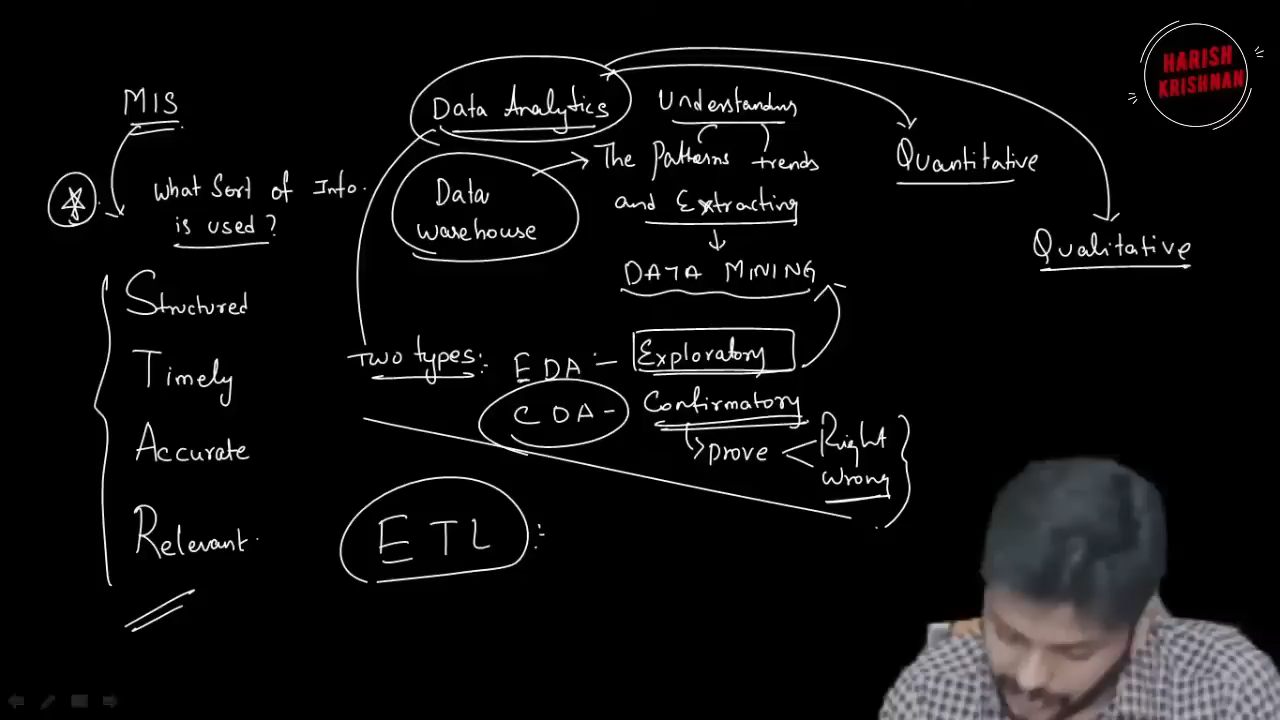 HARISH
KRISHNAN
MIS
What Sort of Info.
is used?
Structured
Timely
Accurate
Relevant.
Data Analytics
Understanding
Data
warehouse
The Patterns trends
and Extracting
DATA MINING
Quantitative
Qualitative
Two types:-
EDA :- Exploratory
CDA - Confirmatory
Prove
Right
Wrong
ETL :-